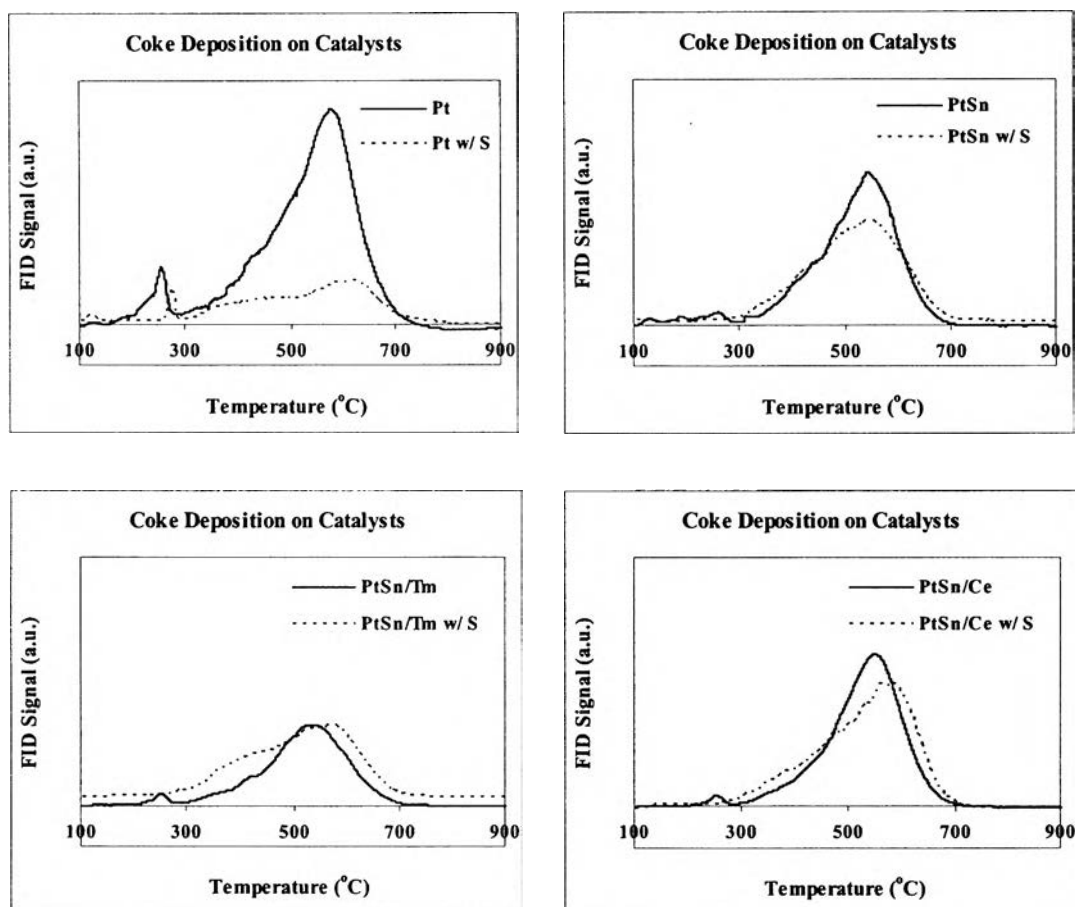 Coke Deposition on Catalysts
FID Signal (a.u.)
Pt
Pt w/ S
100 300 500 700 900
Temperature (°C)
Coke Deposition on Catalysts
FID Signal (a.u.)
PtSn
PtSn w/ S
100 300 500 700 900
Temperature (°C)
Coke Deposition on Catalysts
FID Signal (a.u.)
PtSn/Tm
PtSn/Tm w/ S
100 300 500 700 900
Temperature (°C)
Coke Deposition on Catalysts
FID Signal (a.u.)
PtSn/Ce
PtSn/Ce w/ S
100 300 500 700 900
Temperature (°C)